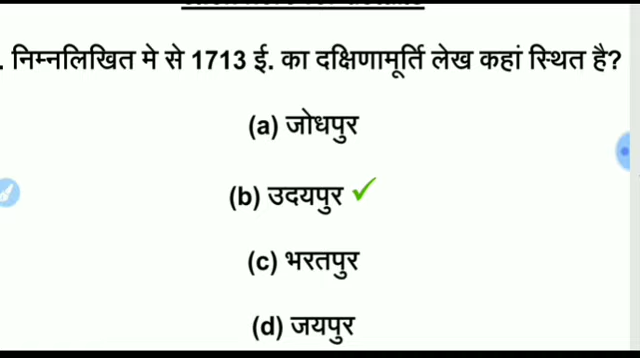 . निम्नलिखित मे से 1713 ई. का दक्षिणामूर्ति लेख कहां स्थित है?
(a) जोधपुर
(b) उदयपुर ✓
(c) भरतपुर
(d) जयपुर